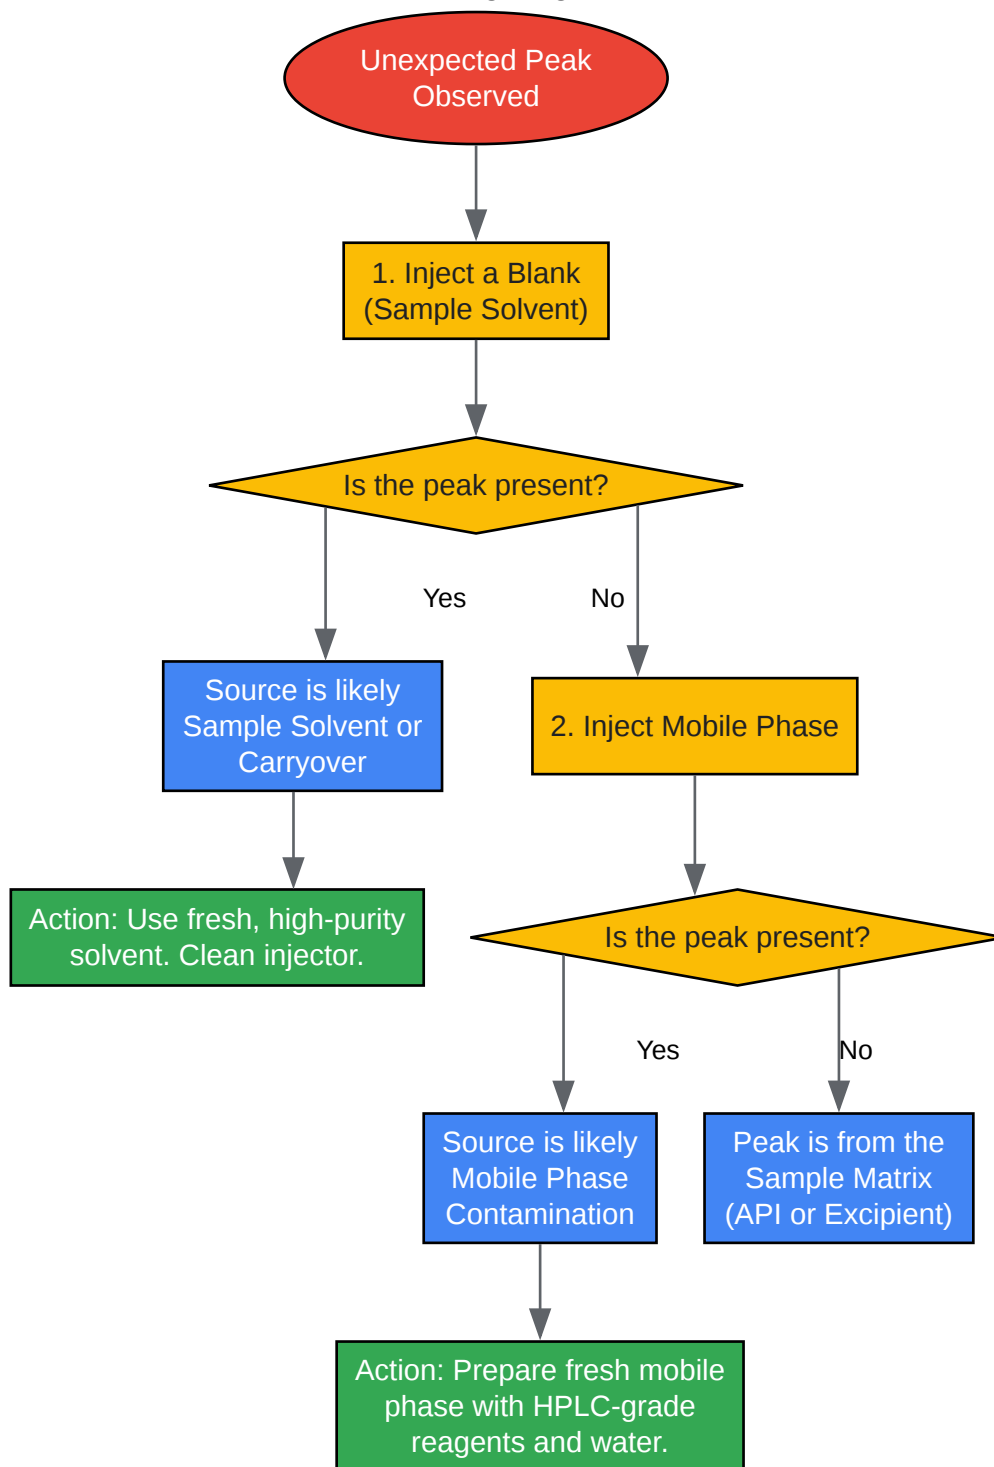 Unexpected Peak
Observed
1. Inject a Blank
(Sample Solvent)
Is the peak present?
Yes
No
Source is likely
Sample Solvent or
Carryover
2. Inject Mobile Phase
Action: Use fresh, high-purity
solvent. Clean injector.
Is the peak present?
Yes
No
Source is likely
Mobile Phase
Contamination
Peak is from the
Sample Matrix
(API or Excipient)
Action: Prepare fresh mobile
phase with HPLC-grade
reagents and water.